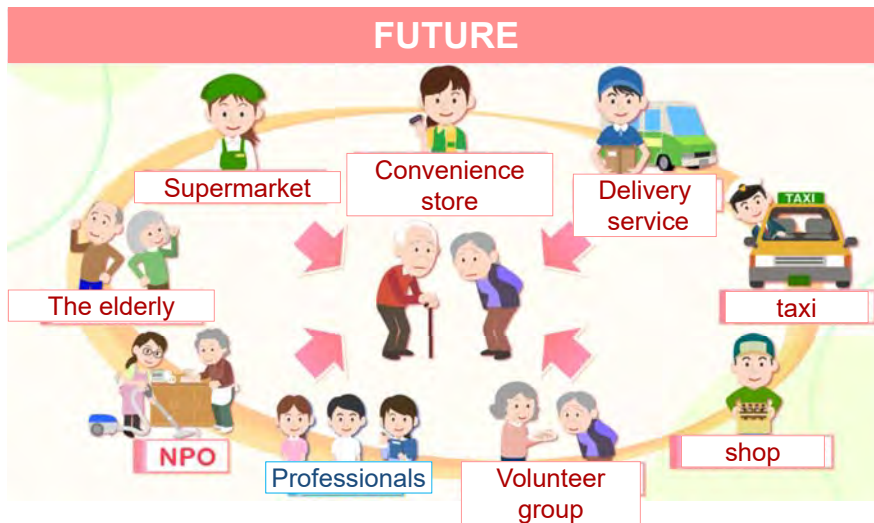 FUTURE
Supermarket
Convenience
store
Delivery
service
TAXI
The elderly
taxi
NPO
Professionals
Volunteer
group
shop